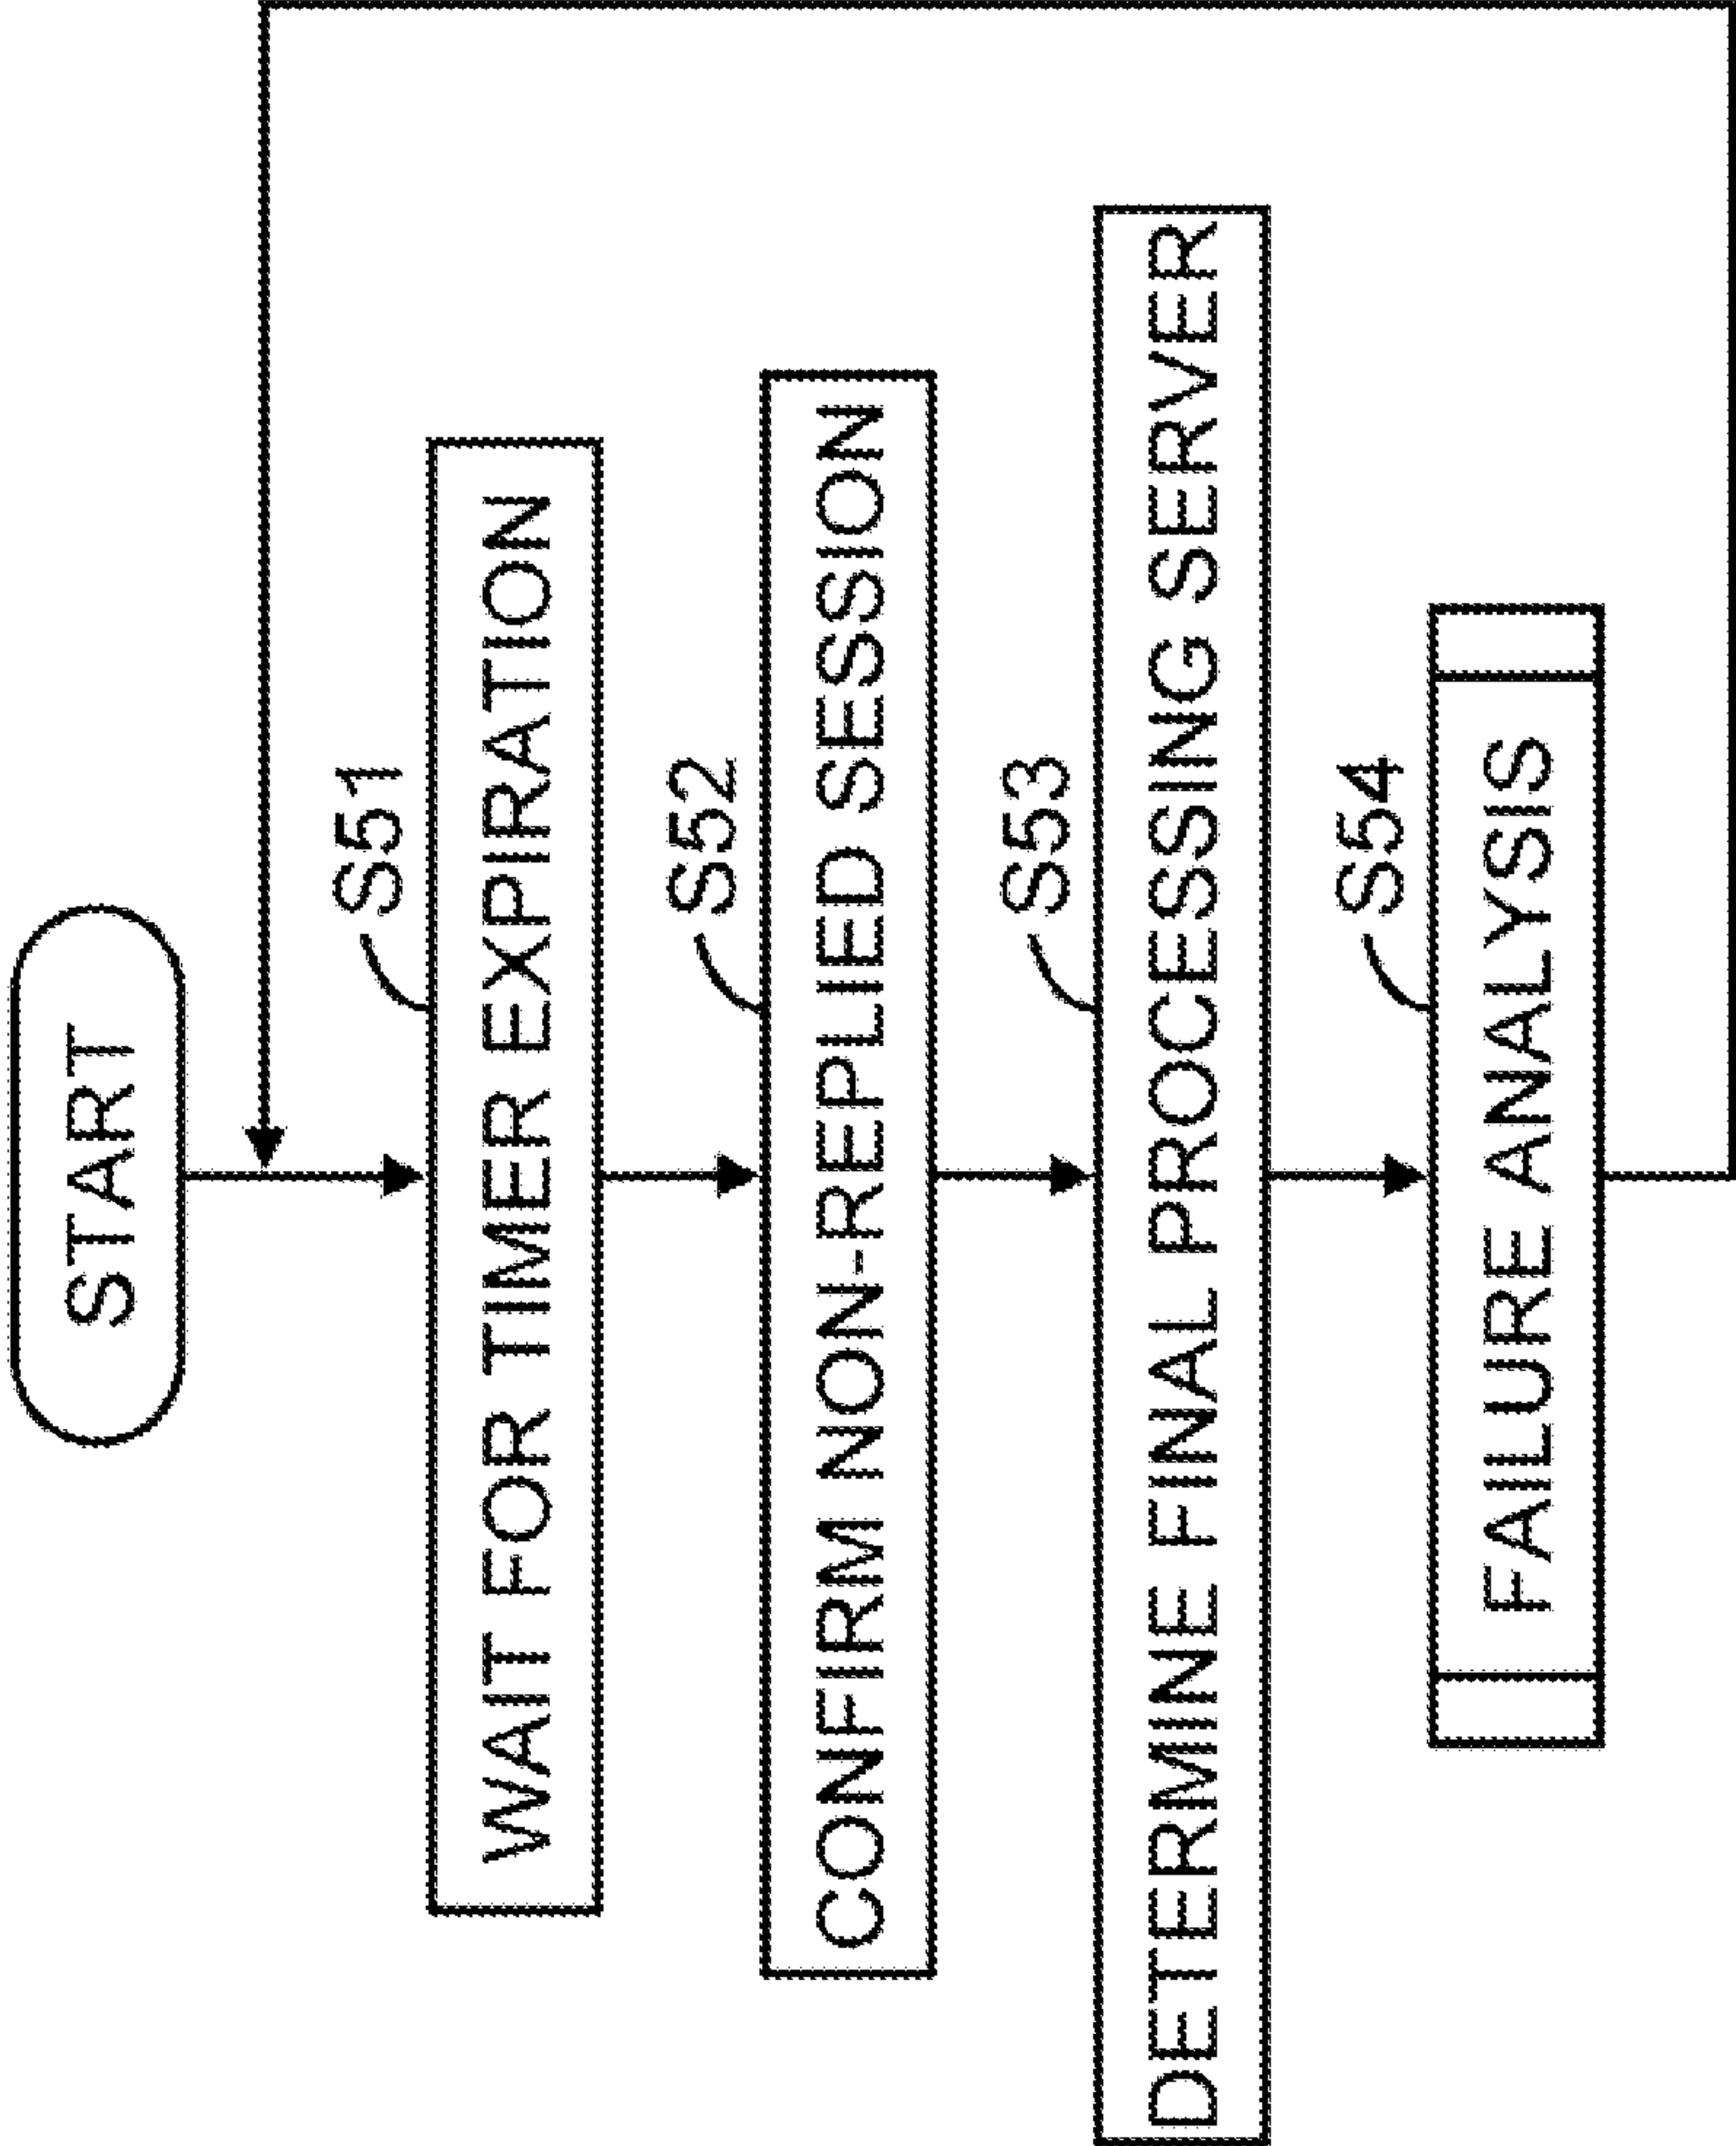 START
S51
WAIT FOR TIMER EXPIRATION
S52
CONFIRM NON-REPLIED SESSION
S53
DETERMINE FINAL PROCESSING SERVER
S54
FAILURE ANALYSIS